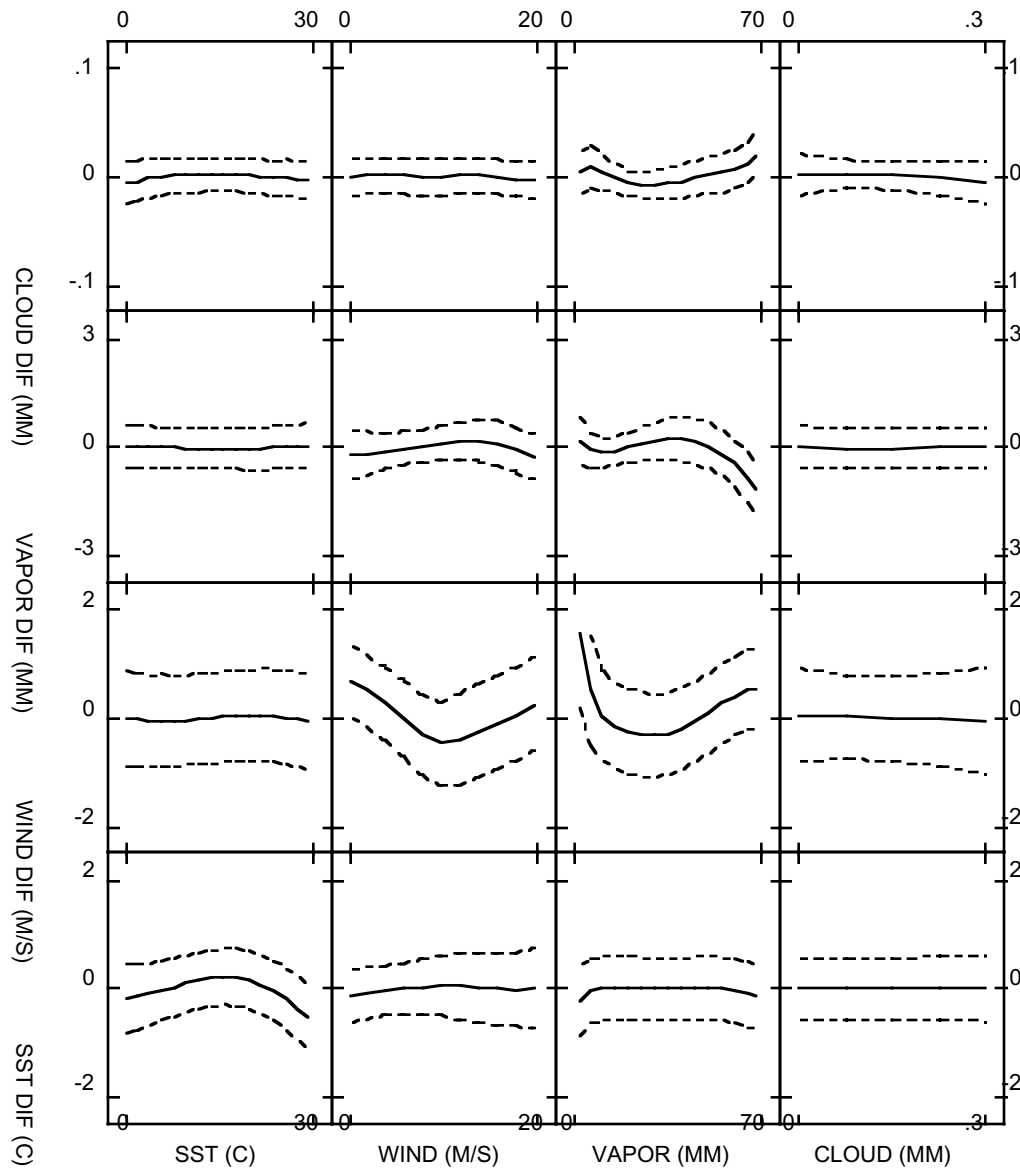 0 30 0 20 0 70 0 .3
.1 .1
0 0
-.1 -.1
CLOUD DIF (MM)
3 3
0 0
-3 -3
VAPOR DIF (MM)
2 2
0 0
-2 -2
WIND DIF (M/S)
2 2
0 0
-2 -2
SST DIF (C)
0 30 0 20 0 70 0 .3
SST (C) WIND (M/S) VAPOR (MM) CLOUD (MM)